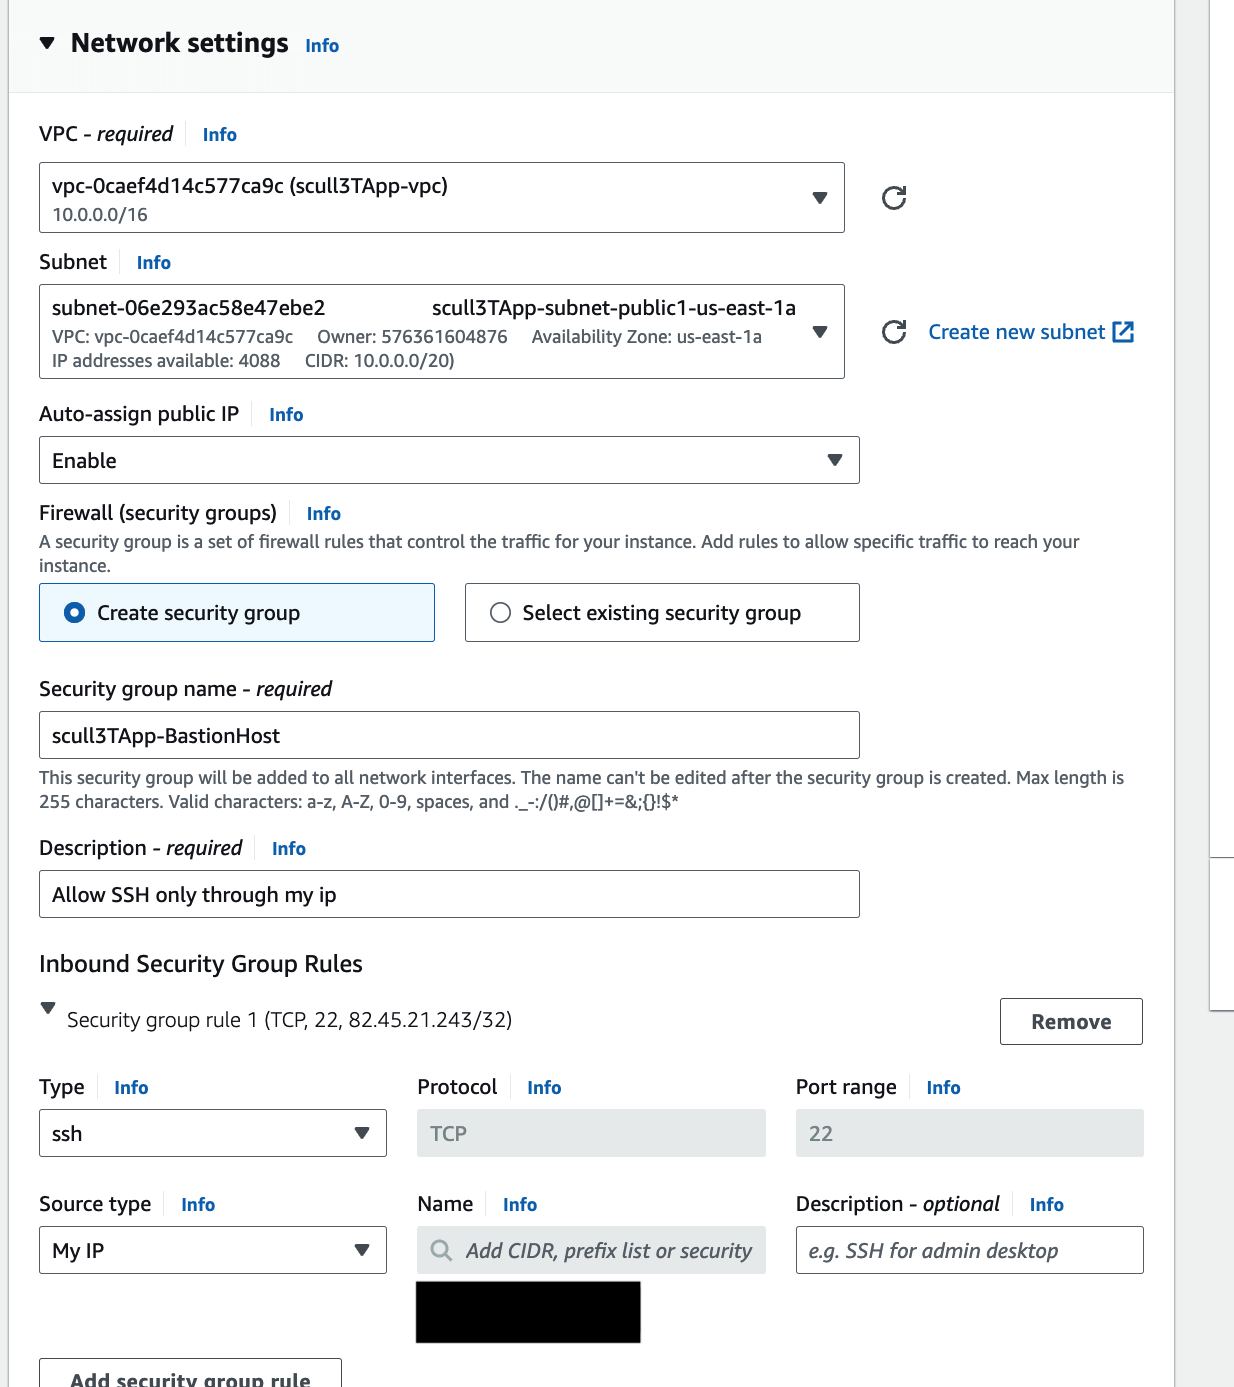 Network settings Info
VPC - required Info
vpc-0caef4d14c577ca9c (scull3TApp-vpc)
10.0.0.0/16
Subnet Info
subnet-06e293ac58e47ebe2 scull3TApp-subnet-public1-us-east-1a
VPC: vpc-0caef4d14c577ca9c Owner: 576361604876 Availability Zone: us-east-1a
IP addresses available: 4088 CIDR: 10.0.0.0/20)
Create new subnet
Auto-assign public IP Info
Enable
Firewall (security groups) Info
A security group is a set of firewall rules that control the traffic for your instance. Add rules to allow specific traffic to reach your
instance.
Create security group Select existing security group
Security group name - required
scull3TApp-BastionHost
This security group will be added to all network interfaces. The name can't be edited after the security group is created. Max length is
255 characters. Valid characters: a-z, A-Z, 0-9, spaces, and ._-:/()#,@[]+=&;{}!$*
Description - required Info
Allow SSH only through my ip
Inbound Security Group Rules
Security group rule 1 (TCP, 22, 82.45.21.243/32) Remove
Type Info Protocol Info Port range Info
ssh TCP 22
Source type Info Name Info Description - optional Info
My IP Add CIDR, prefix list or security e.g. SSH for admin desktop
Add security group rule